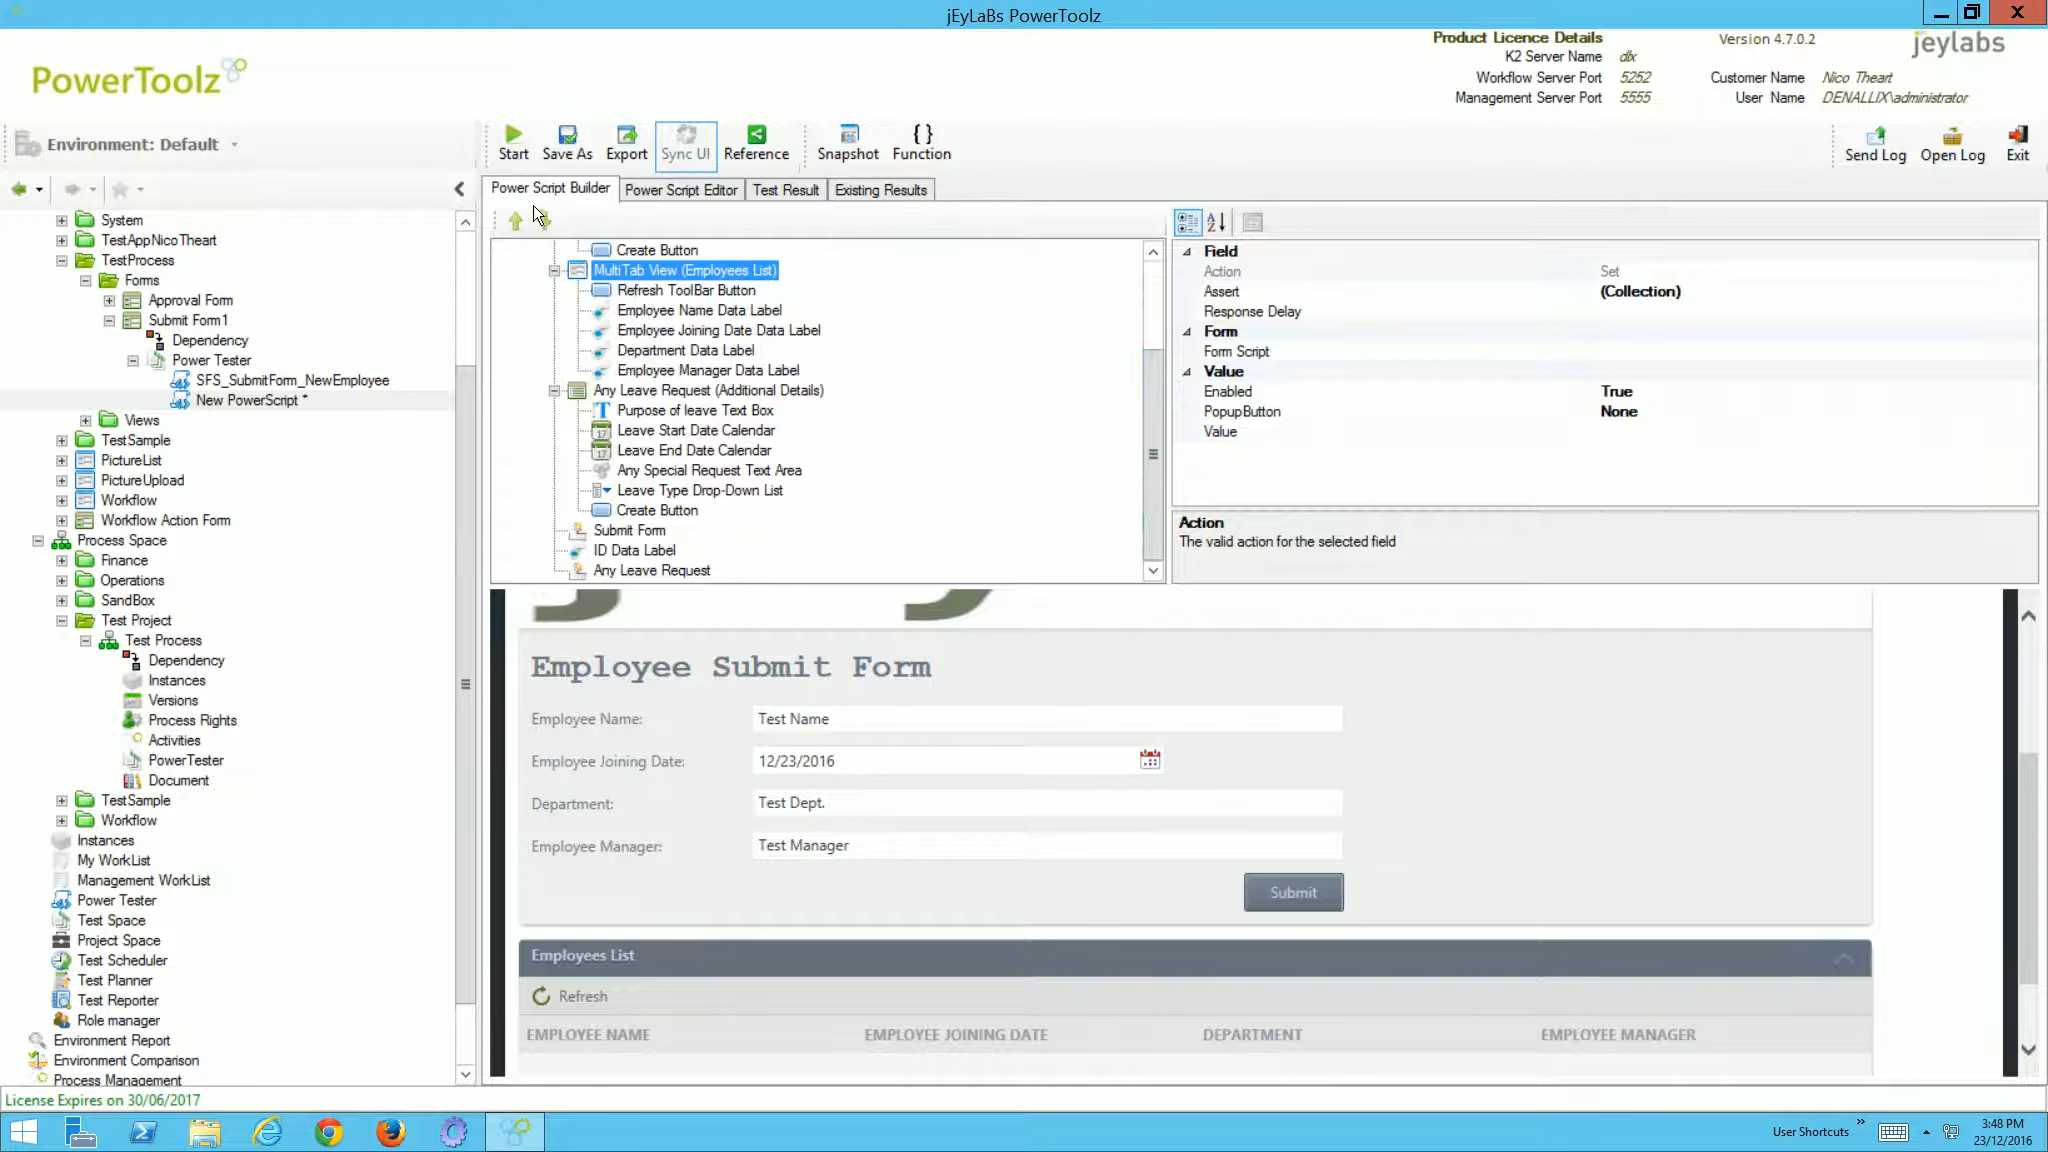 jEyLaBs PowerToolz
PowerToolz
Product Licence Details
K2 Server Name dlx
Workflow Server Port 5252
Management Server Port 5555
Version 4.7.0.2
jeylabs
Customer Name Nico Theart
User Name DENALLIX\administrator
Environment: Default
Start
Save As
Export
Sync UI
Reference
Snapshot
{ }
Function
Send Log
Open Log
Exit
Power Script Builder
Power Script Editor
Test Result
Existing Results
System
TestAppNicoTheart
TestProcess
Forms
Approval Form
Submit Form1
Dependency
Power Tester
SFS_SubmitForm_NewEmployee
New PowerScript *
Views
TestSample
PictureList
PictureUpload
Workflow
Workflow Action Form
Process Space
Finance
Operations
SandBox
Test Project
Test Process
Dependency
Instances
Versions
Process Rights
Activities
PowerTester
Document
TestSample
Workflow
Instances
My WorkList
Management WorkList
Power Tester
Test Space
Project Space
Test Scheduler
Test Planner
Test Reporter
Role manager
Environment Report
Environment Comparison
Process Management
Create Button
MultiTab View (Employees List)
Refresh ToolBar Button
Employee Name Data Label
Employee Joining Date Data Label
Department Data Label
Employee Manager Data Label
Any Leave Request (Additional Details)
Purpose of leave Text Box
Leave Start Date Calendar
Leave End Date Calendar
Any Special Request Text Area
Leave Type Drop-Down List
Create Button
Submit Form
ID Data Label
Any Leave Request
Field
Action Set
Assert (Collection)
Response Delay
Form
Form Script
Value
Enabled True
PopupButton None
Value
Action
The valid action for the selected field
Employee Submit Form
Employee Name: Test Name
Employee Joining Date: 12/23/2016
Department: Test Dept.
Employee Manager: Test Manager
Submit
Employees List
Refresh
EMPLOYEE NAME EMPLOYEE JOINING DATE DEPARTMENT EMPLOYEE MANAGER
License Expires on 30/06/2017
User Shortcuts
3:48 PM
23/12/2016